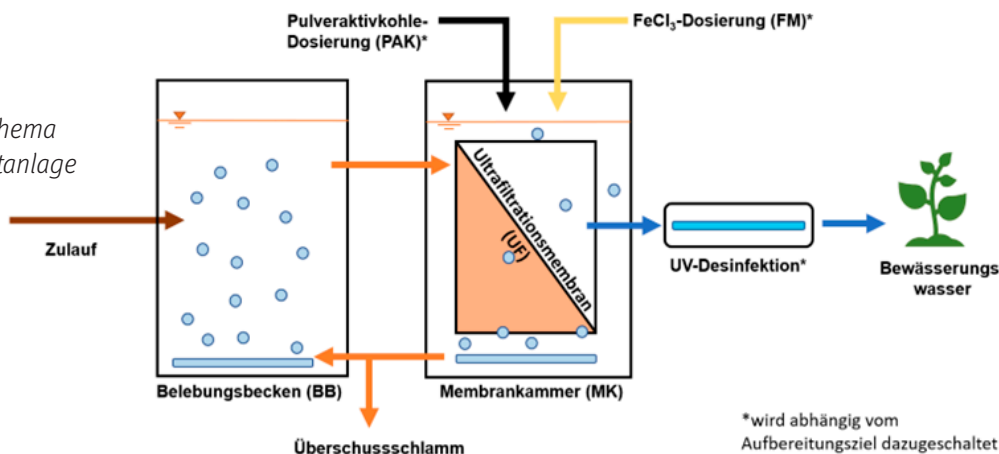 Pulveraktivkohle-
Dosierung (PAK)*
FeCl₃-Dosierung (FM)*
tanlage
Zulauf
Ultrafiltrationsmembran
(UF)
UV-Desinfektion*
Bewässerungs
wasser
Belebungsbecken (BB)
Membrankammer (MK)
Überschussschlamm
*wird abhängig vom
Aufbereitungsziel dazugeschaltet